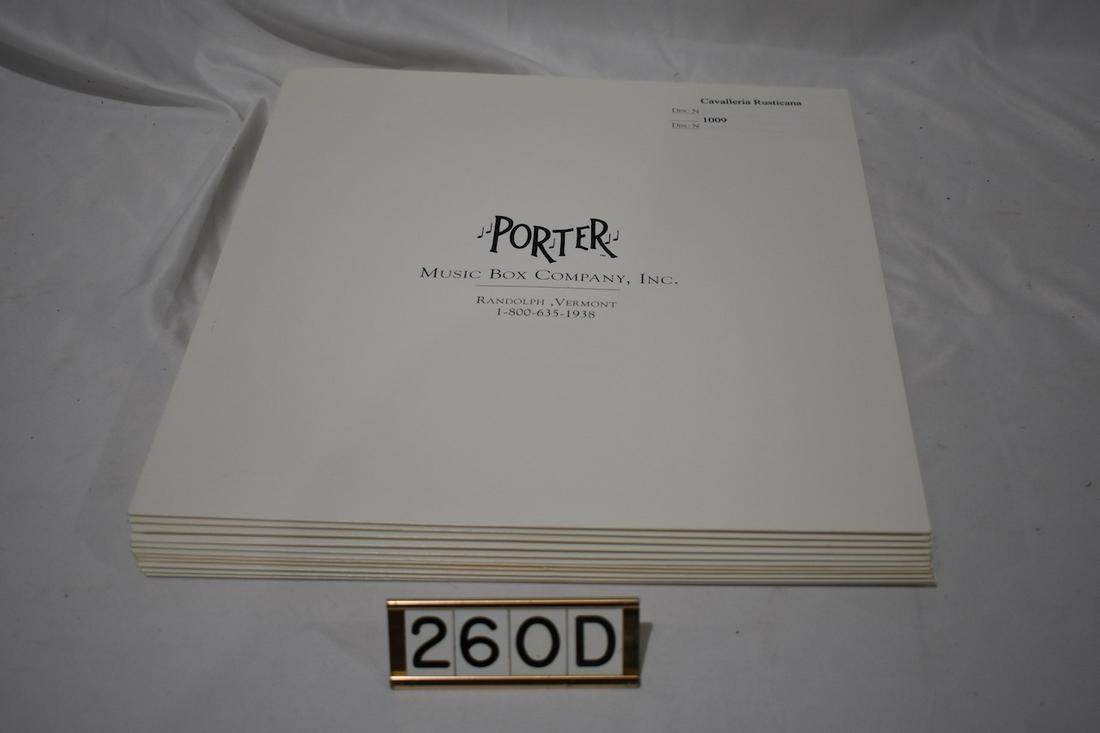 Cavalleria Rusticana
Disc N
1009
Disc N
PORTER
MUSIC BOX COMPANY, INC.
RANDOLPH ,VERMONT
1-800-635-1938
260D